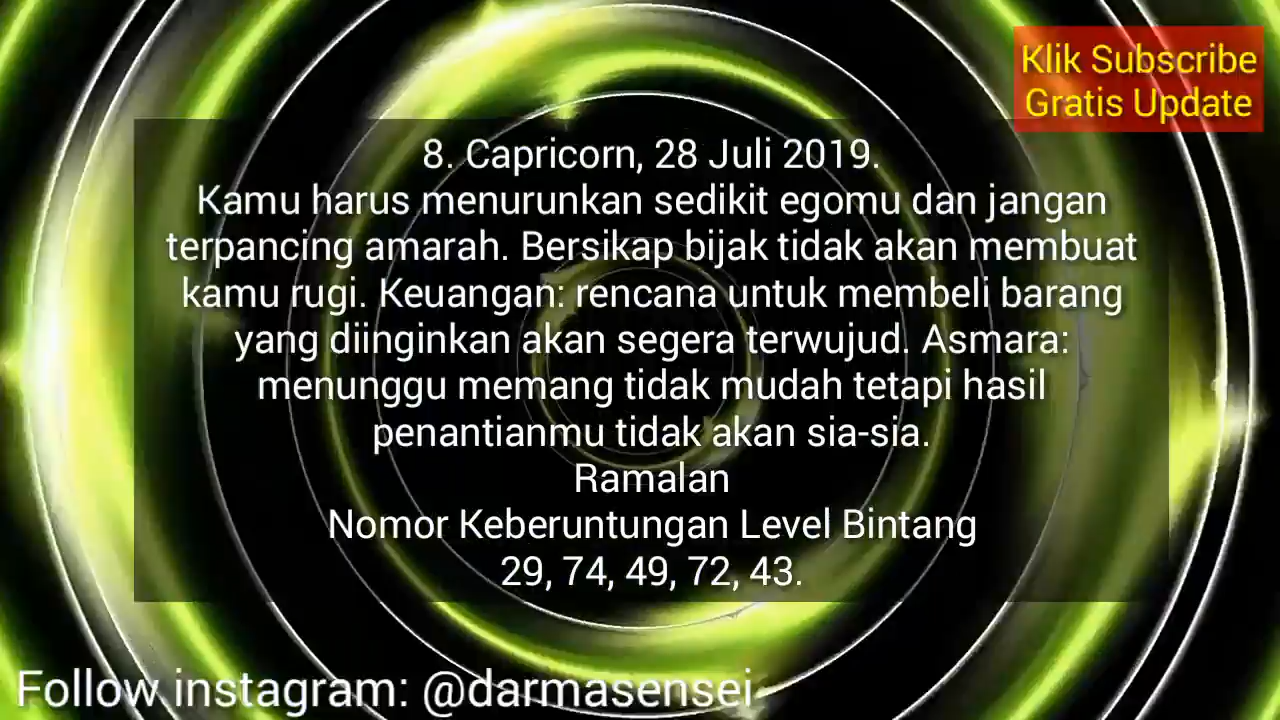 Klik Subscribe
Gratis Update
8. Capricorn, 28 Juli 2019.
Kamu harus menurunkan sedikit egomu dan jangan
terpancing amarah. Bersikap bijak tidak akan membuat
kamu rugi. Keuangan: rencana untuk membeli barang
yang diinginkan akan segera terwujud. Asmara:
menunggu memang tidak mudah tetapi hasil
penantianmu tidak akan sia-sia.
Ramalan
Nomor Keberuntungan Level Bintang
29, 74, 49, 72, 43.
Follow instagram: @darmasensei